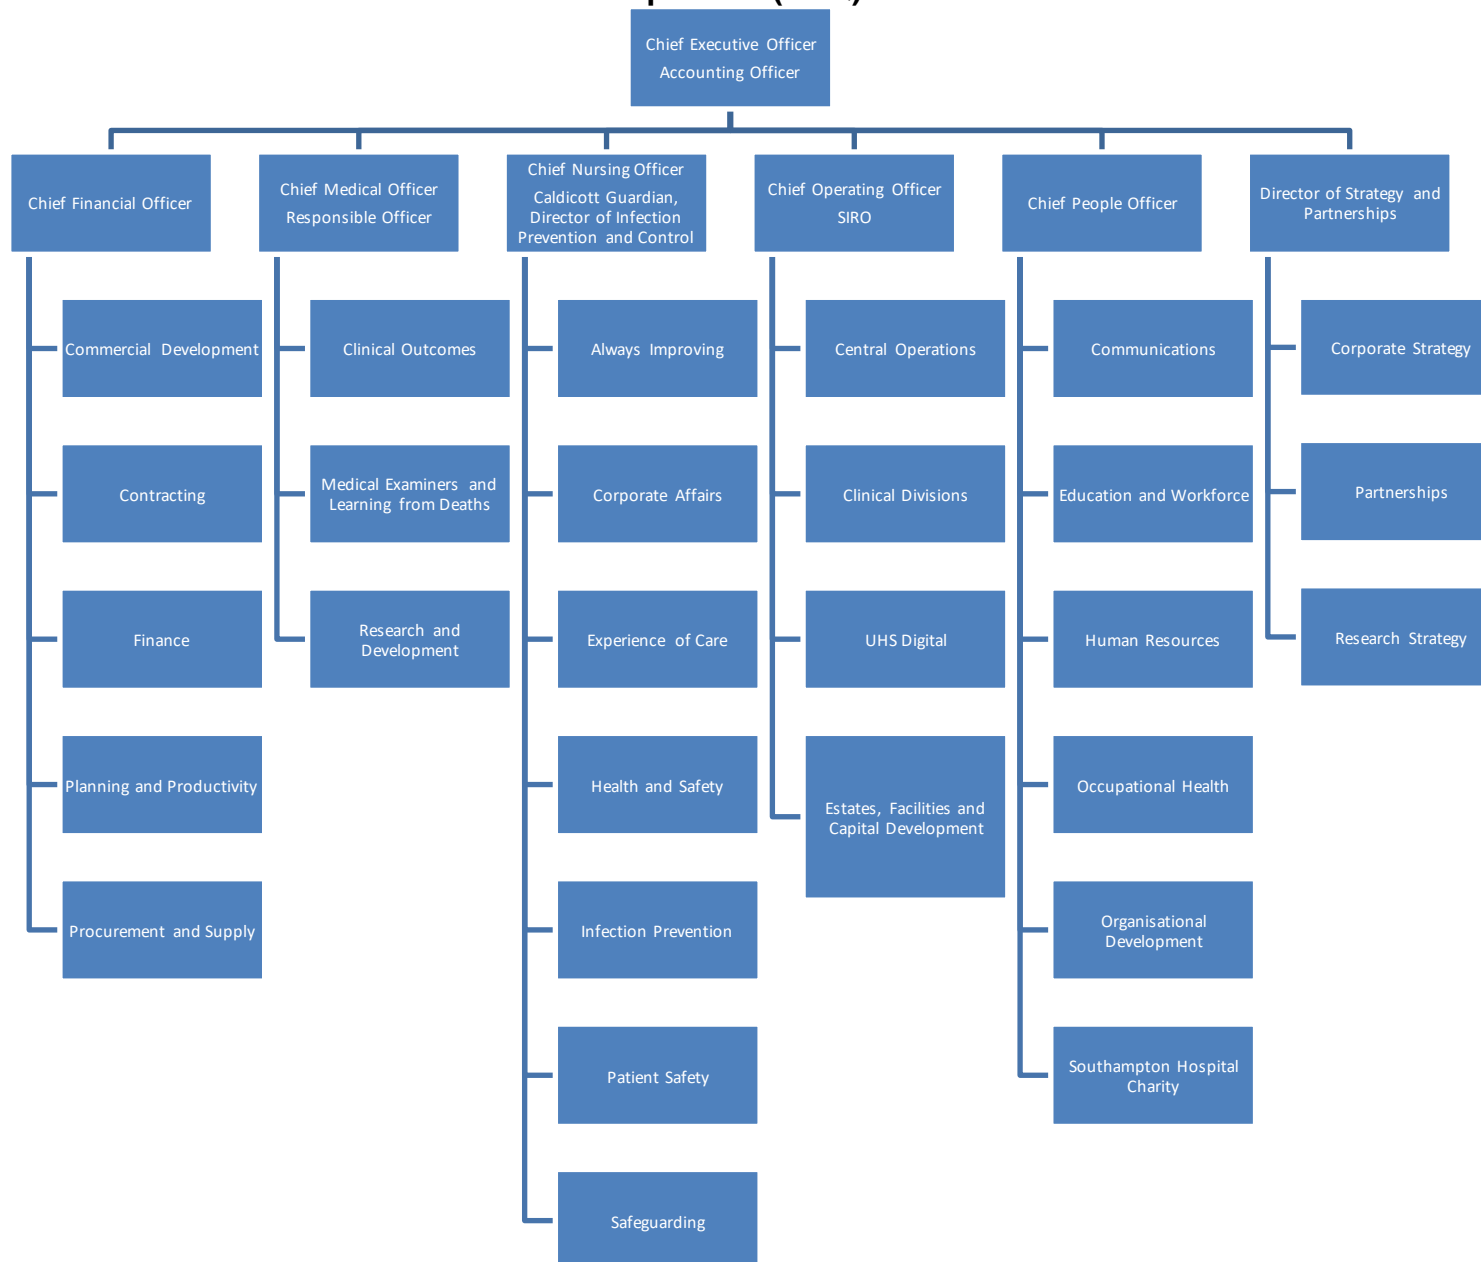 Chief Executive Officer
Accounting Officer
Chief Financial Officer
Chief Medical Officer
Responsible Officer
Chief Nursing Officer
Caldicott Guardian,
Director of Infection
Prevention and Control
Chief Operating Officer
SIRO
Chief People Officer
Director of Strategy and
Partnerships
Commercial Development
Contracting
Finance
Planning and Productivity
Procurement and Supply
Clinical Outcomes
Medical Examiners and
Learning from Deaths
Research and
Development
Always Improving
Corporate Affairs
Experience of Care
Health and Safety
Infection Prevention
Patient Safety
Safeguarding
Central Operations
Clinical Divisions
UHS Digital
Estates, Facilities and
Capital Development
Communications
Education and Workforce
Human Resources
Occupational Health
Organisational
Development
Southampton Hospital
Charity
Corporate Strategy
Partnerships
Research Strategy